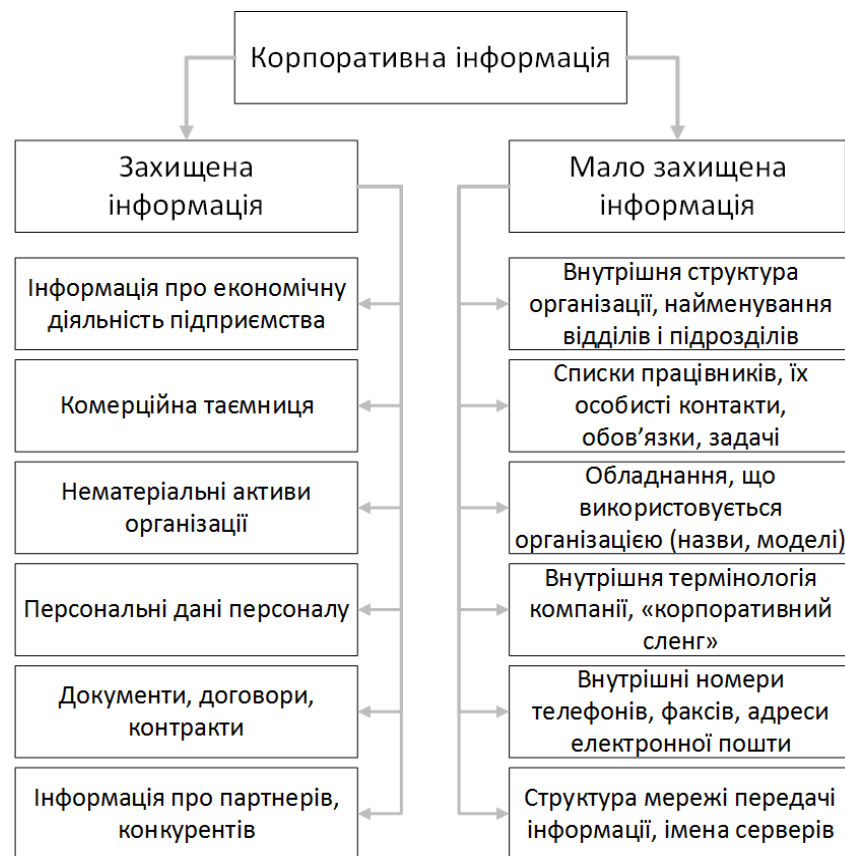 Корпоративна інформація
Захищена
інформація
Інформація про економічну
діяльність підприємства
Комерційна таємниця
Нематеріальні активи
організації
Персональні дані персоналу
Документи, договори,
контракти
Інформація про партнерів,
конкурентів
Мало захищена
інформація
Внутрішня структура
організації, найменування
відділів і підрозділів
Списки працівників, їх
особисті контакти,
обов’язки, задачі
Обладнання, що
використовується
організацією (назви, моделі)
Внутрішня термінологія
компанії, «корпоративний
сленг»
Внутрішні номери
телефонів, факсів, адреси
електронної пошти
Структура мережі передачі
інформації, імена серверів